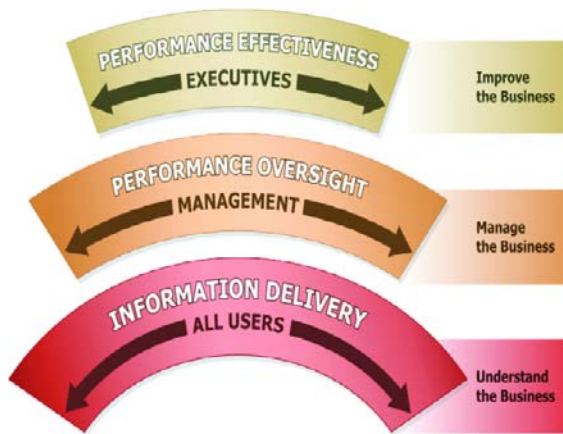 PERFORMANCE EFFECTIVENESS
EXECUTIVES
Improve
the Business
PERFORMANCE OVERSIGHT
MANAGEMENT
Manage
the Business
INFORMATION DELIVERY
ALL USERS
Understand
the Business